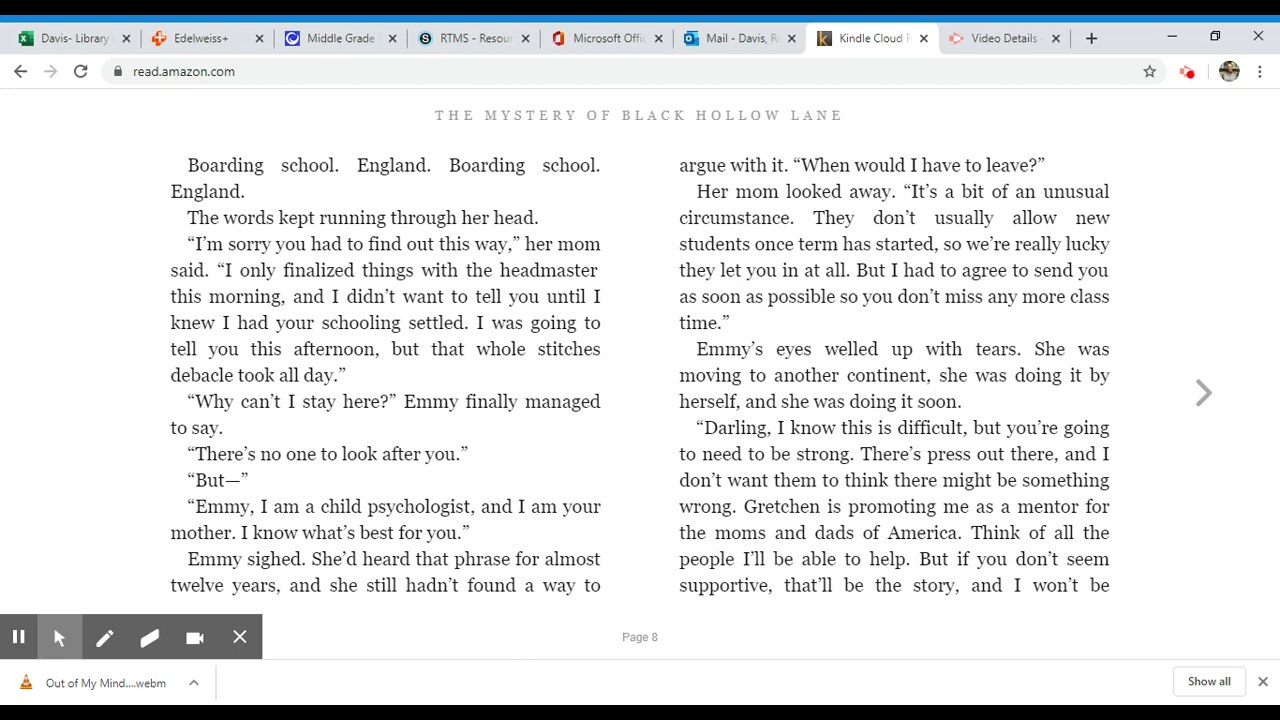 Davis- Library
Edelweiss+
Middle Grade
RTMS - Resou
Microsoft Offi
Mail - Davis, R
Kindle Cloud R
Video Details -
read.amazon.com
THE MYSTERY OF BLACK HOLLOW LANE
Boarding school. England. Boarding school.
England.
The words kept running through her head.
“I’m sorry you had to find out this way,” her mom
said. “I only finalized things with the headmaster
this morning, and I didn’t want to tell you until I
knew I had your schooling settled. I was going to
tell you this afternoon, but that whole stitches
debacle took all day.”
“Why can’t I stay here?” Emmy finally managed
to say.
“There’s no one to look after you.”
“But—”
“Emmy, I am a child psychologist, and I am your
mother. I know what’s best for you.”
Emmy sighed. She’d heard that phrase for almost
twelve years, and she still hadn’t found a way to
argue with it. “When would I have to leave?”
Her mom looked away. “It’s a bit of an unusual
circumstance. They don’t usually allow new
students once term has started, so we’re really lucky
they let you in at all. But I had to agree to send you
as soon as possible so you don’t miss any more class
time.”
Emmy’s eyes welled up with tears. She was
moving to another continent, she was doing it by
herself, and she was doing it soon.
“Darling, I know this is difficult, but you’re going
to need to be strong. There’s press out there, and I
don’t want them to think there might be something
wrong. Gretchen is promoting me as a mentor for
the moms and dads of America. Think of all the
people I’ll be able to help. But if you don’t seem
supportive, that’ll be the story, and I won’t be
Page 8
Out of My Mind....webm
Show all